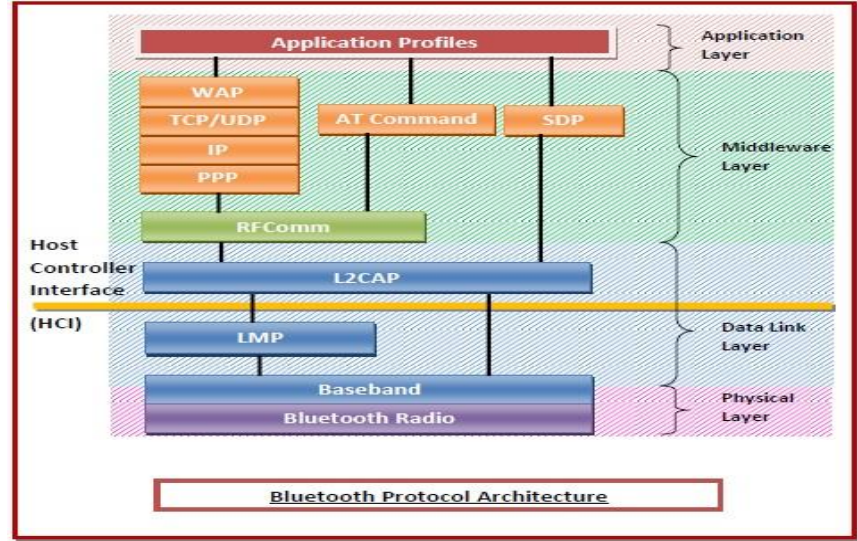 Application Profiles
Application
Layer
WAP
TCP/UDP
AT Command
SDP
IP
PPP
Middleware
Layer
RFComm
Host
Controller
Interface
(HCI)
L2CAP
LMP
Data Link
Layer
Baseband
Bluetooth Radio
Physical
Layer
Bluetooth Protocol Architecture